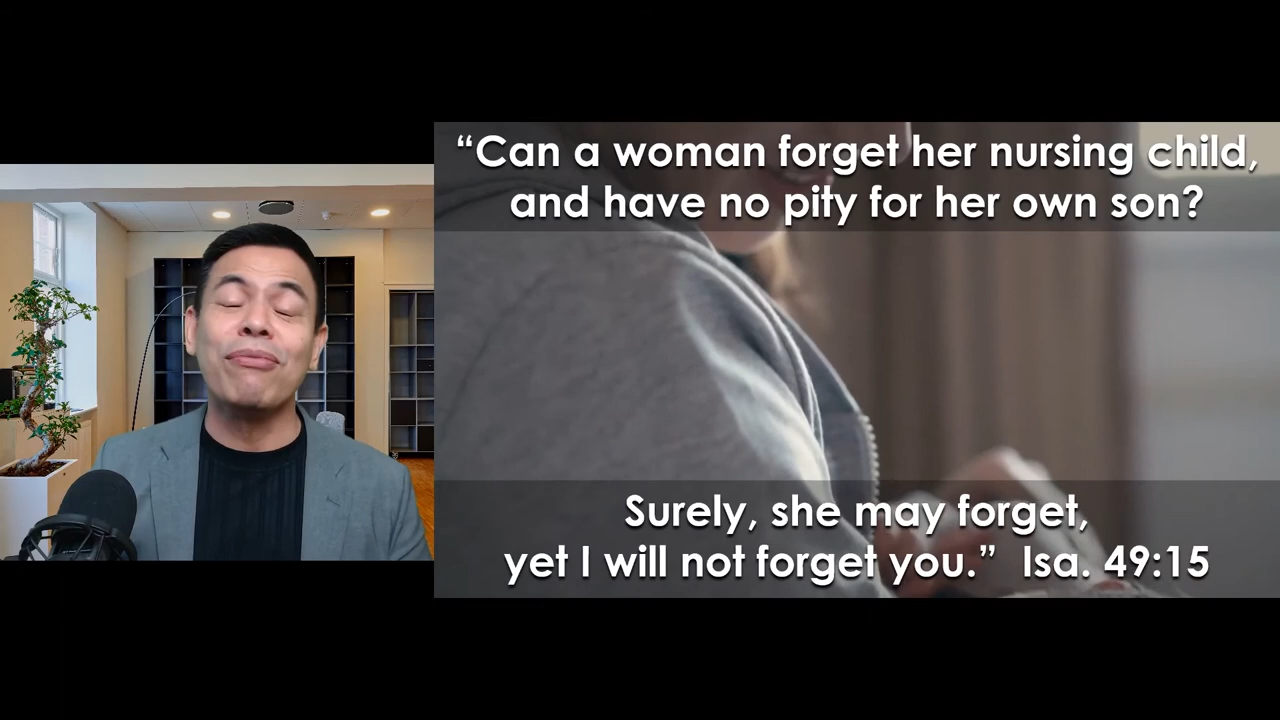 “Can a woman forget her nursing child,
and have no pity for her own son?
Surely, she may forget,
yet I will not forget you.”  Isa. 49:15